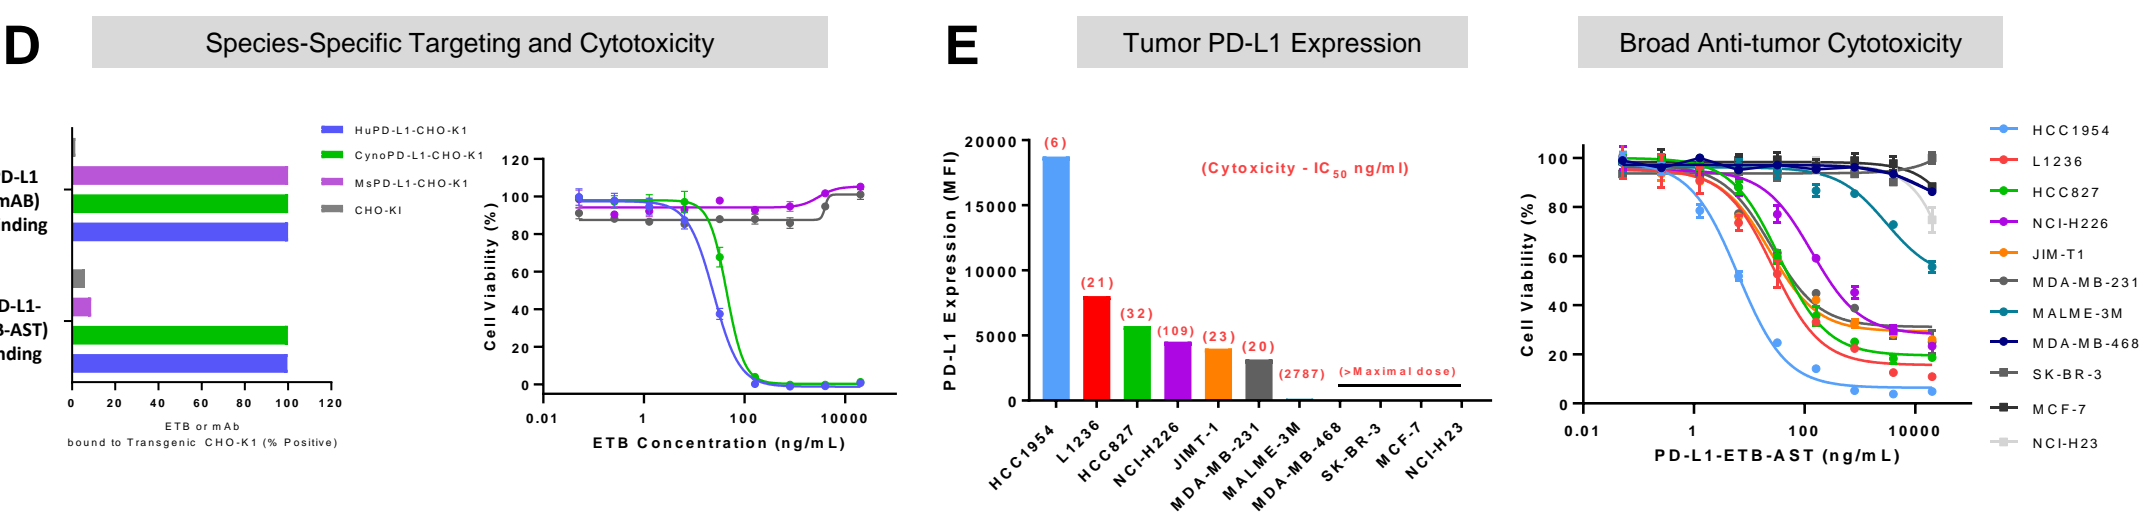 D
Species-Specific Targeting and Cytotoxicity
HuPD-L1-CHO-K1
CynoPD-L1-CHO-K1
MsPD-L1-CHO-K1
CHO-KI
D-L1
mAB)
nding
D-L1-
B-AST)
nding
0 20 40 60 80 100 120
ETB or mAb
bound to Transgenic CHO-K1 (% Positive)
Cell Viability (%)
120
100
80
60
40
20
0
0.01 1 100 10000
ETB Concentration (ng/mL)
E
Tumor PD-L1 Expression
PD-L1 Expression (MFI)
20000
15000
10000
5000
0
(Cytotoxicity - IC50 ng/ml)
(6)
(21)
(32)
(109)
(23)
(20)
(2787)
(>Maximal dose)
HCC1954
L1236
HCC827
NCI-H226
JIMT-1
MDA-MB-231
MALME-3M
MDA-MB-468
SK-BR-3
MCF-7
NCI-H23
Broad Anti-tumor Cytotoxicity
Cell Viability (%)
100
80
60
40
20
0
0.01 1 100 10000
PD-L1-ETB-AST (ng/mL)
HCC1954
L1236
HCC827
NCI-H226
JIM-T1
MDA-MB-231
MALME-3M
MDA-MB-468
SK-BR-3
MCF-7
NCI-H23